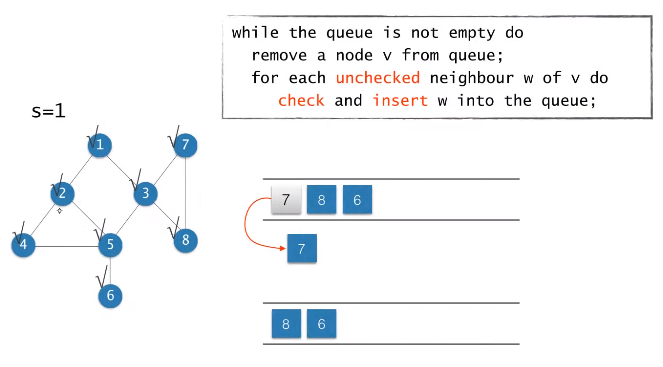 while the queue is not empty do
remove a node v from queue;
for each unchecked neighbour w of v do
check and insert w into the queue;
s=1
√1
√7
√2
√3
√4
√5
√8
√6
7 8 6
7
8 6